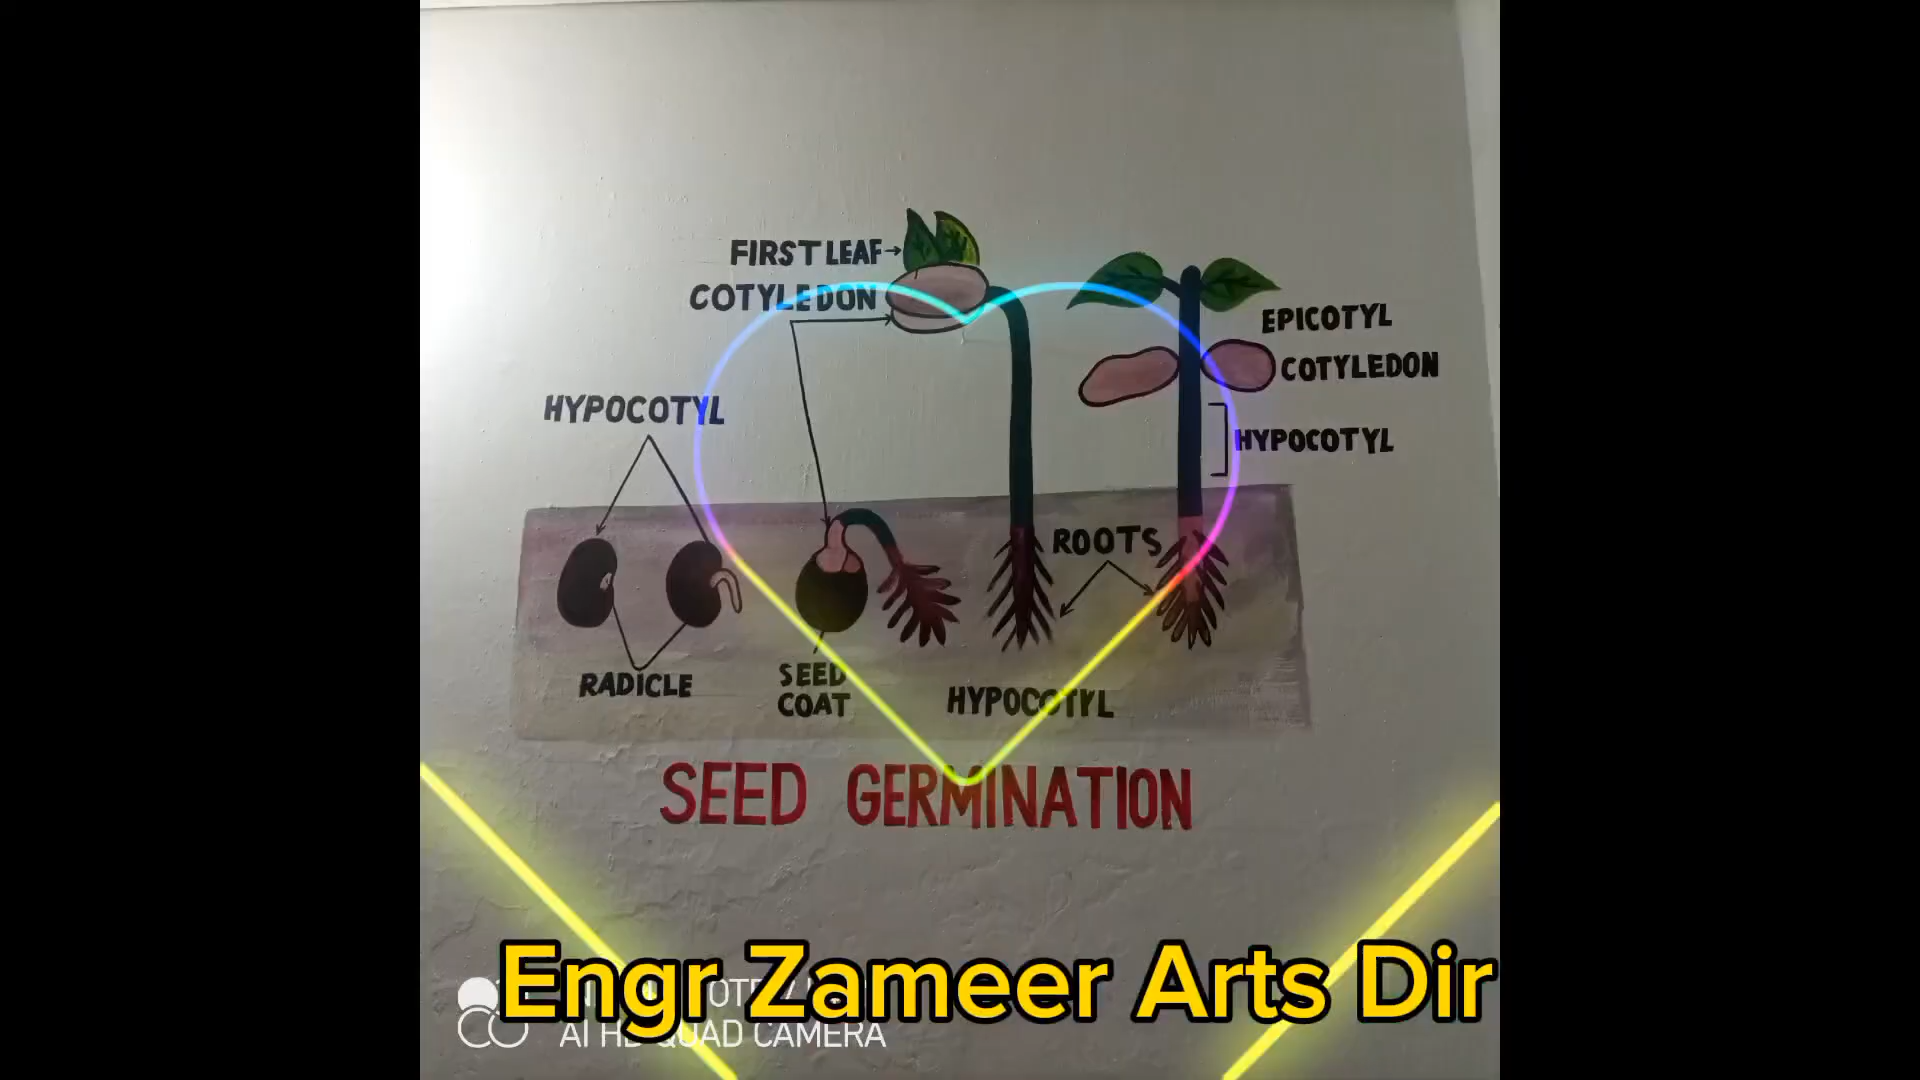 FIRST LEAF
COTYLEDON
EPICOTYL
COTYLEDON
HYPOCOTYL
HYPOCOTYL
ROOTS
RADICLE
SEED
COAT
HYPOCOTYL
SEED GERMINATION
Engr Zameer Arts Dir
AI HD QUAD CAMERA